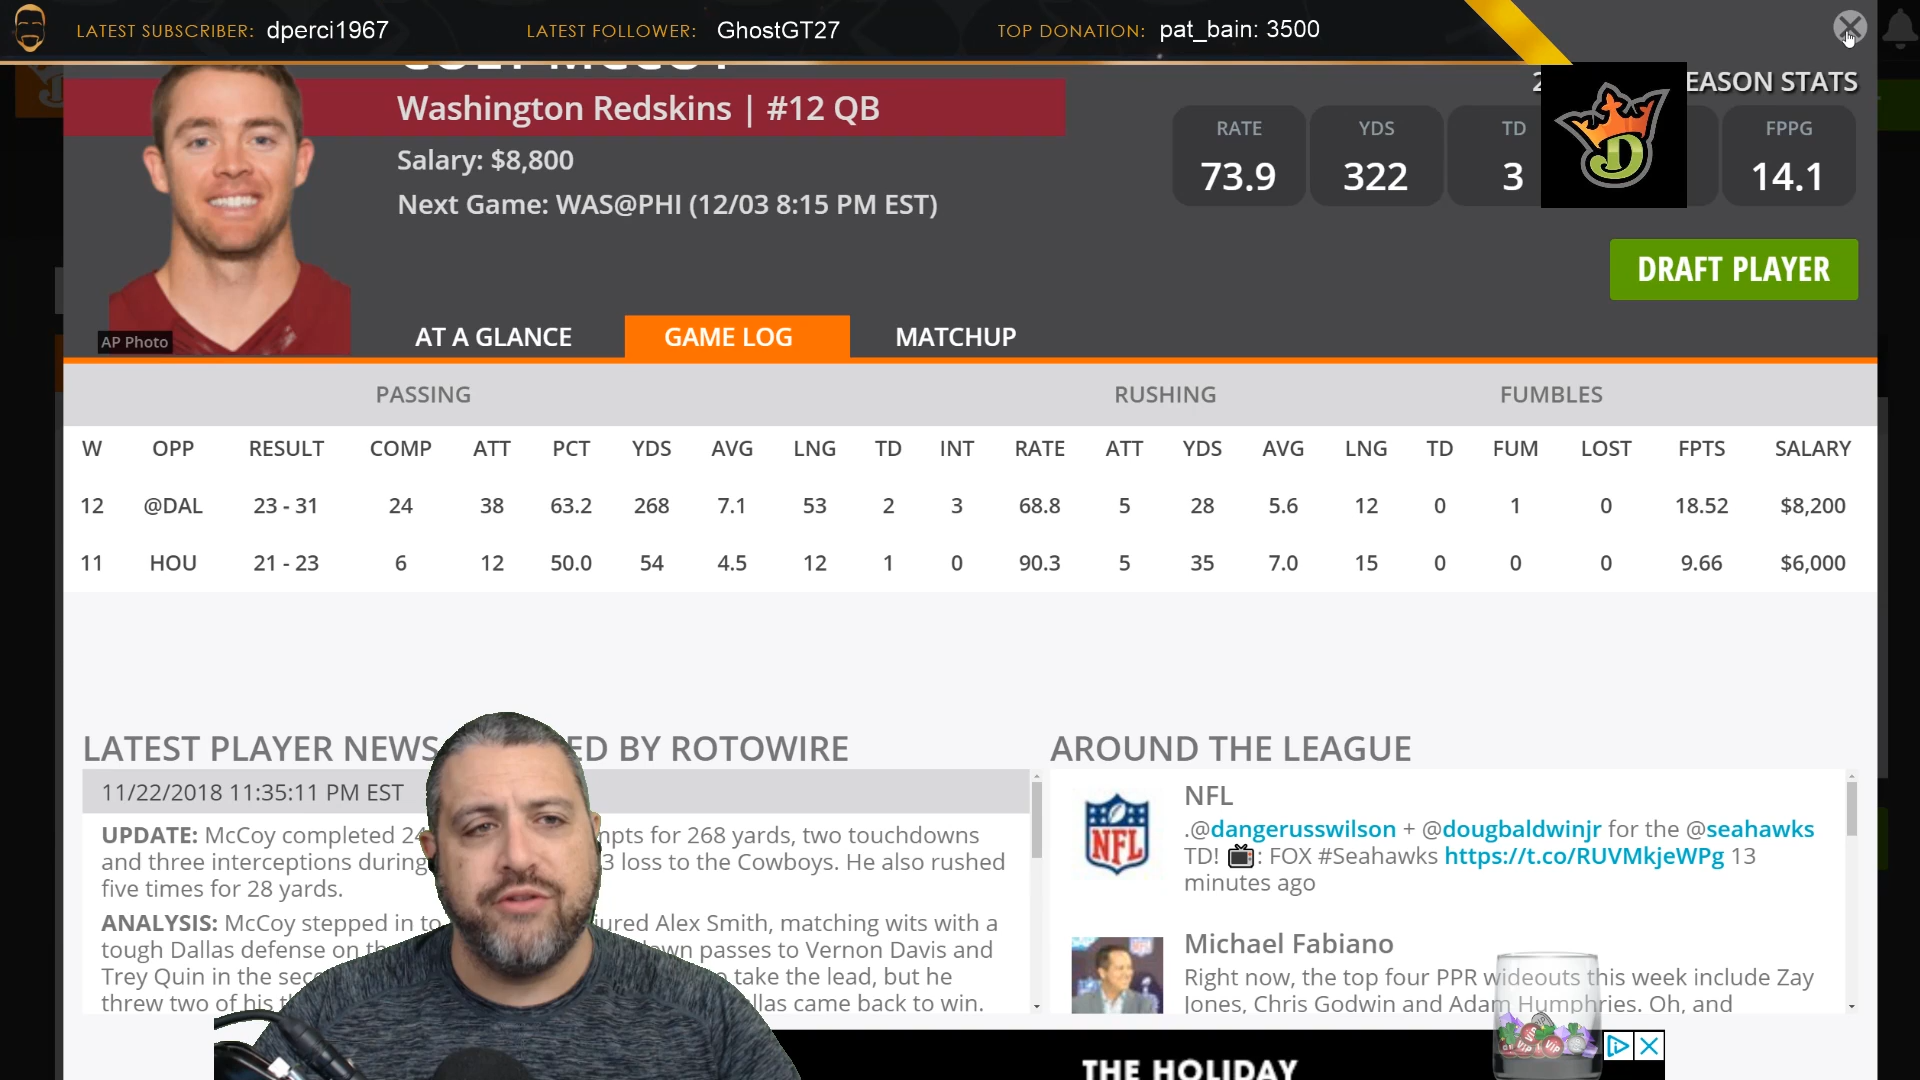 LATEST SUBSCRIBER: dperci1967 LATEST FOLLOWER: GhostGT27 TOP DONATION: pat_bain: 3500
EASON STATS
Washington Redskins | #12 QB
Salary: $8,800
Next Game: WAS@PHI (12/03 8:15 PM EST)
RATE YDS TD FPPG
73.9 322 3 14.1
D
DRAFT PLAYER
AP Photo
AT A GLANCE GAME LOG MATCHUP
PASSING RUSHING FUMBLES
W OPP RESULT COMP ATT PCT YDS AVG LNG TD INT RATE ATT YDS AVG LNG TD FUM LOST FPTS SALARY
12 @DAL 23 - 31 24 38 63.2 268 7.1 53 2 3 68.8 5 28 5.6 12 0 1 0 18.52 $8,200
11 HOU 21 - 23 6 12 50.0 54 4.5 12 1 0 90.3 5 35 7.0 15 0 0 0 9.66 $6,000
LATEST PLAYER NEWS ED BY ROTOWIRE
11/22/2018 11:35:11 PM EST
UPDATE: McCoy completed 24 mpts for 268 yards, two touchdowns
and three interceptions during 3 loss to the Cowboys. He also rushed
five times for 28 yards.
ANALYSIS: McCoy stepped in to jured Alex Smith, matching wits with a
tough Dallas defense on th own passes to Vernon Davis and
Trey Quin in the sec take the lead, but he
threw two of his th llas came back to win.
AROUND THE LEAGUE
NFL
NFL
.@dangerusswilson + @dougbaldwinjr for the @seahawks
TD! 📺: FOX #Seahawks https://t.co/RUVMkjeWPg 13
minutes ago
Michael Fabiano
Right now, the top four PPR wideouts this week include Zay
Jones, Chris Godwin and Adam Humphries. Oh, and
THE HOLIDAY